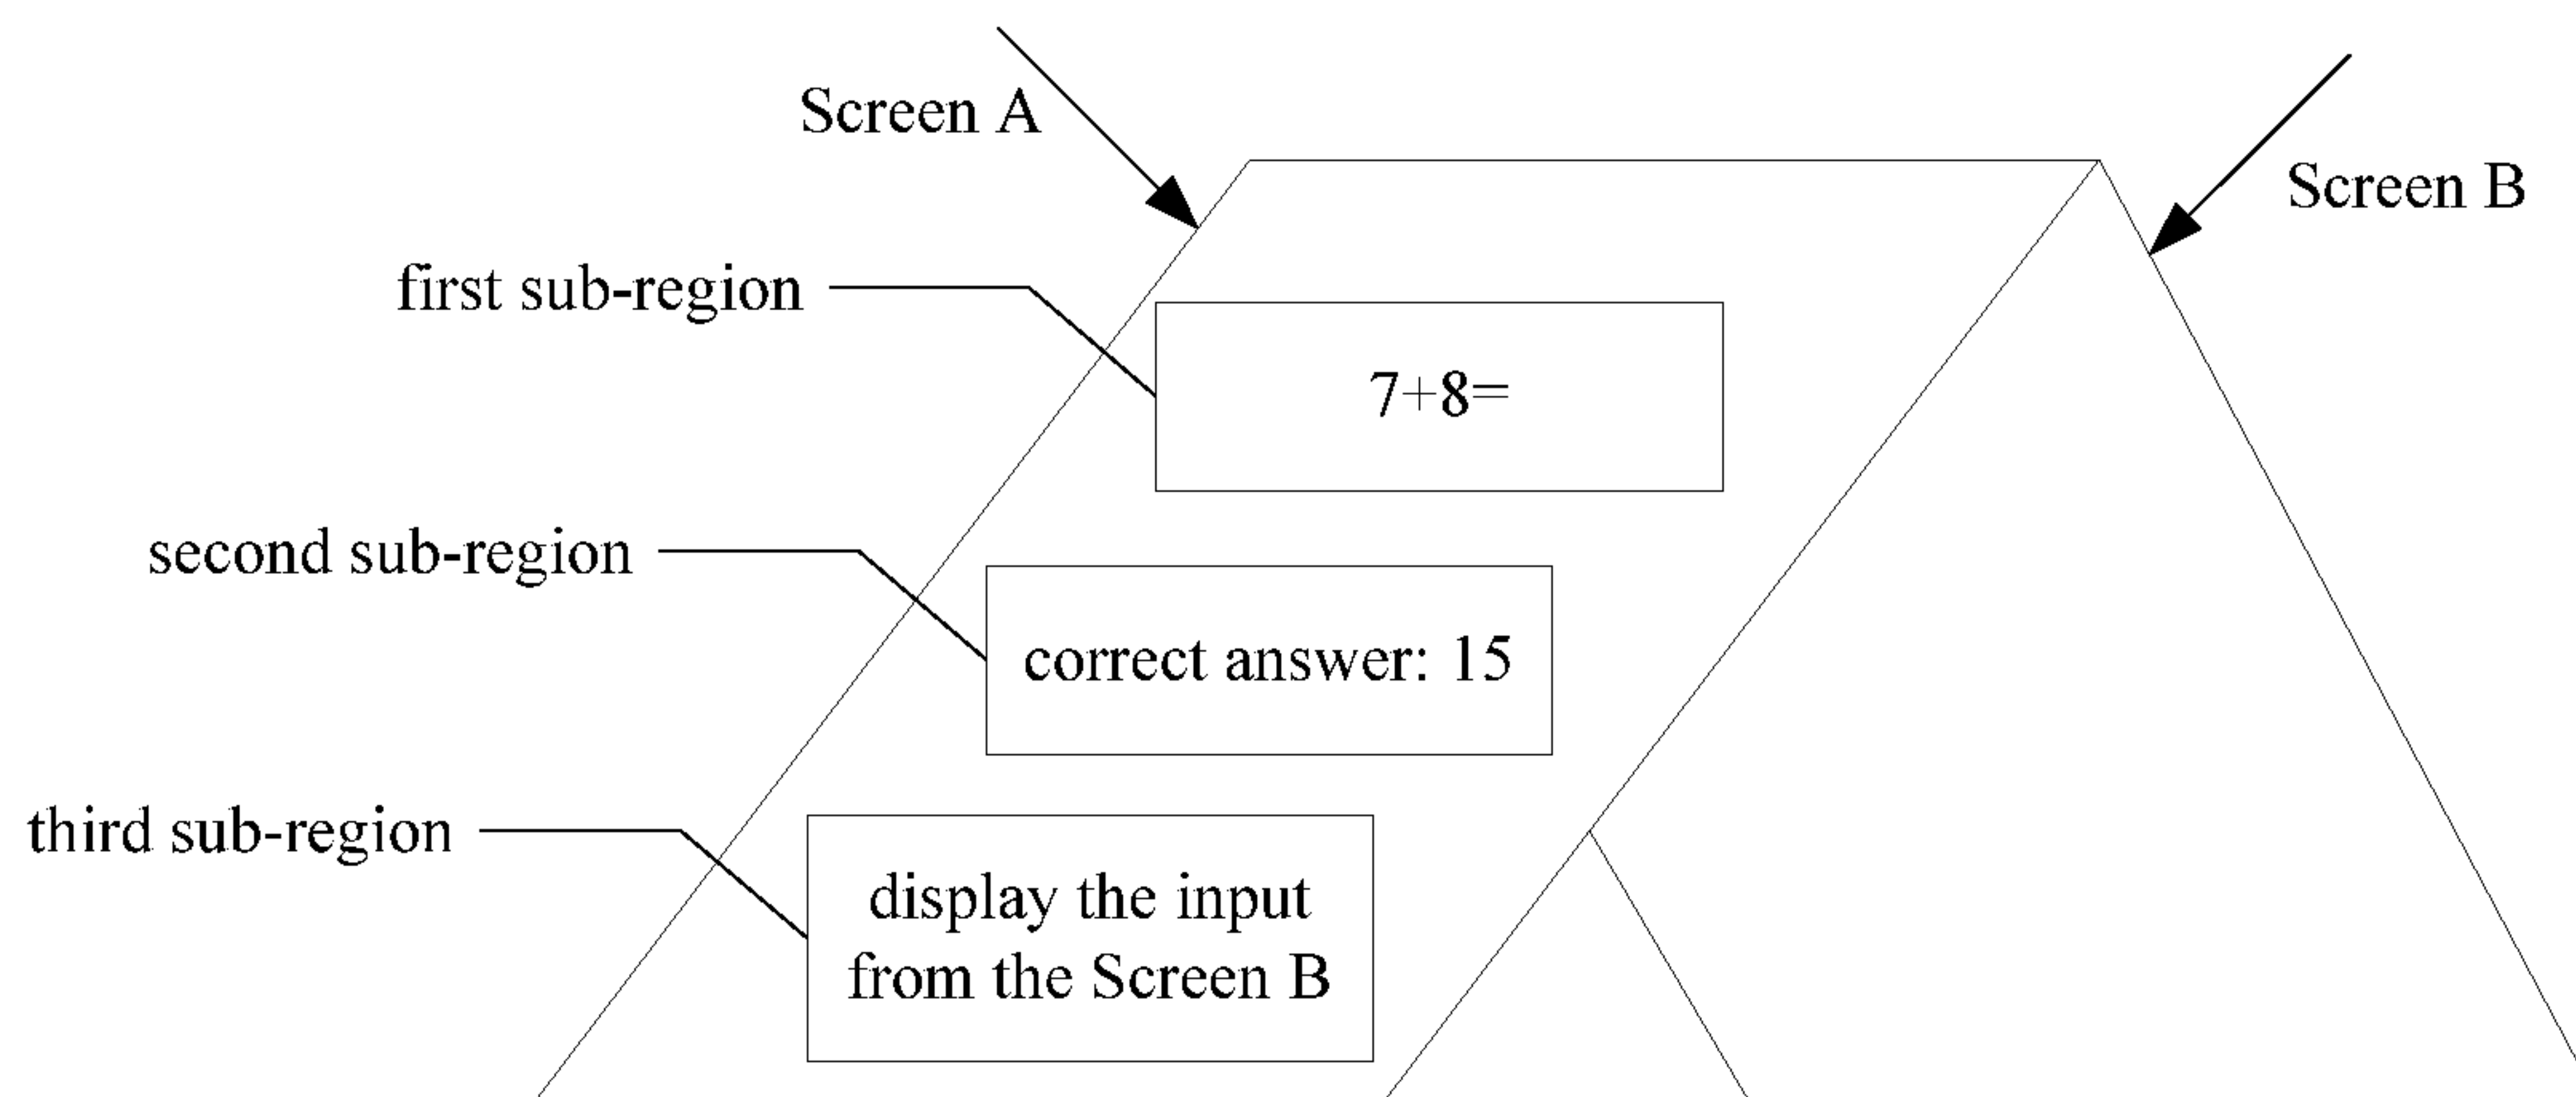 Screen A
Screen B
first sub-region
7+8=
second sub-region
correct answer: 15
third sub-region
display the input
from the Screen B